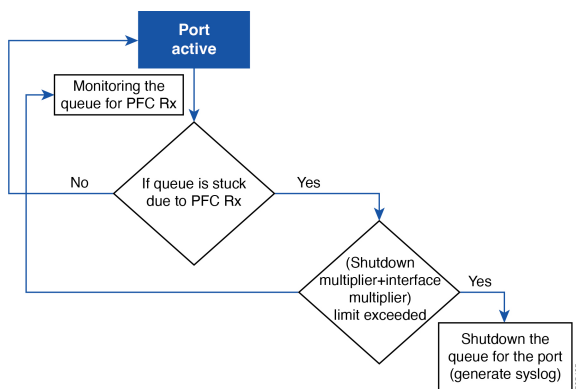 Port
active
Monitoring the
queue for PFC Rx
No
If queue is stuck
due to PFC Rx
Yes
(Shutdown
multiplier+interface
multiplier)
limit exceeded
Yes
Shutdown the
queue for the port
(generate syslog)